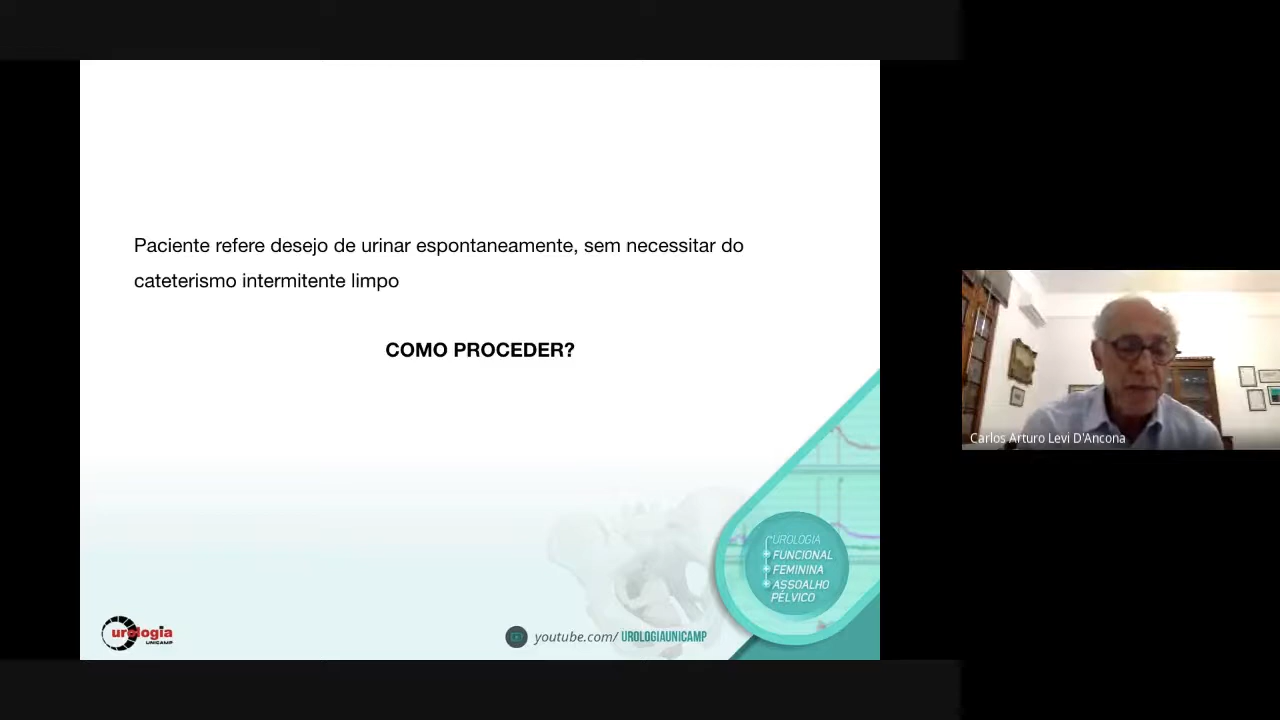 Paciente refere desejo de urinar espontaneamente, sem necessitar do
cateterismo intermitente limpo
COMO PROCEDER?
Carlos Arturo Levi D'Ancona
UROLOGIA
FUNCIONAL
FEMININA
ASSOALHO
PÉLVICO
urologia
UNICAMP
youtube.com/ UROLOGIAUNICAMP